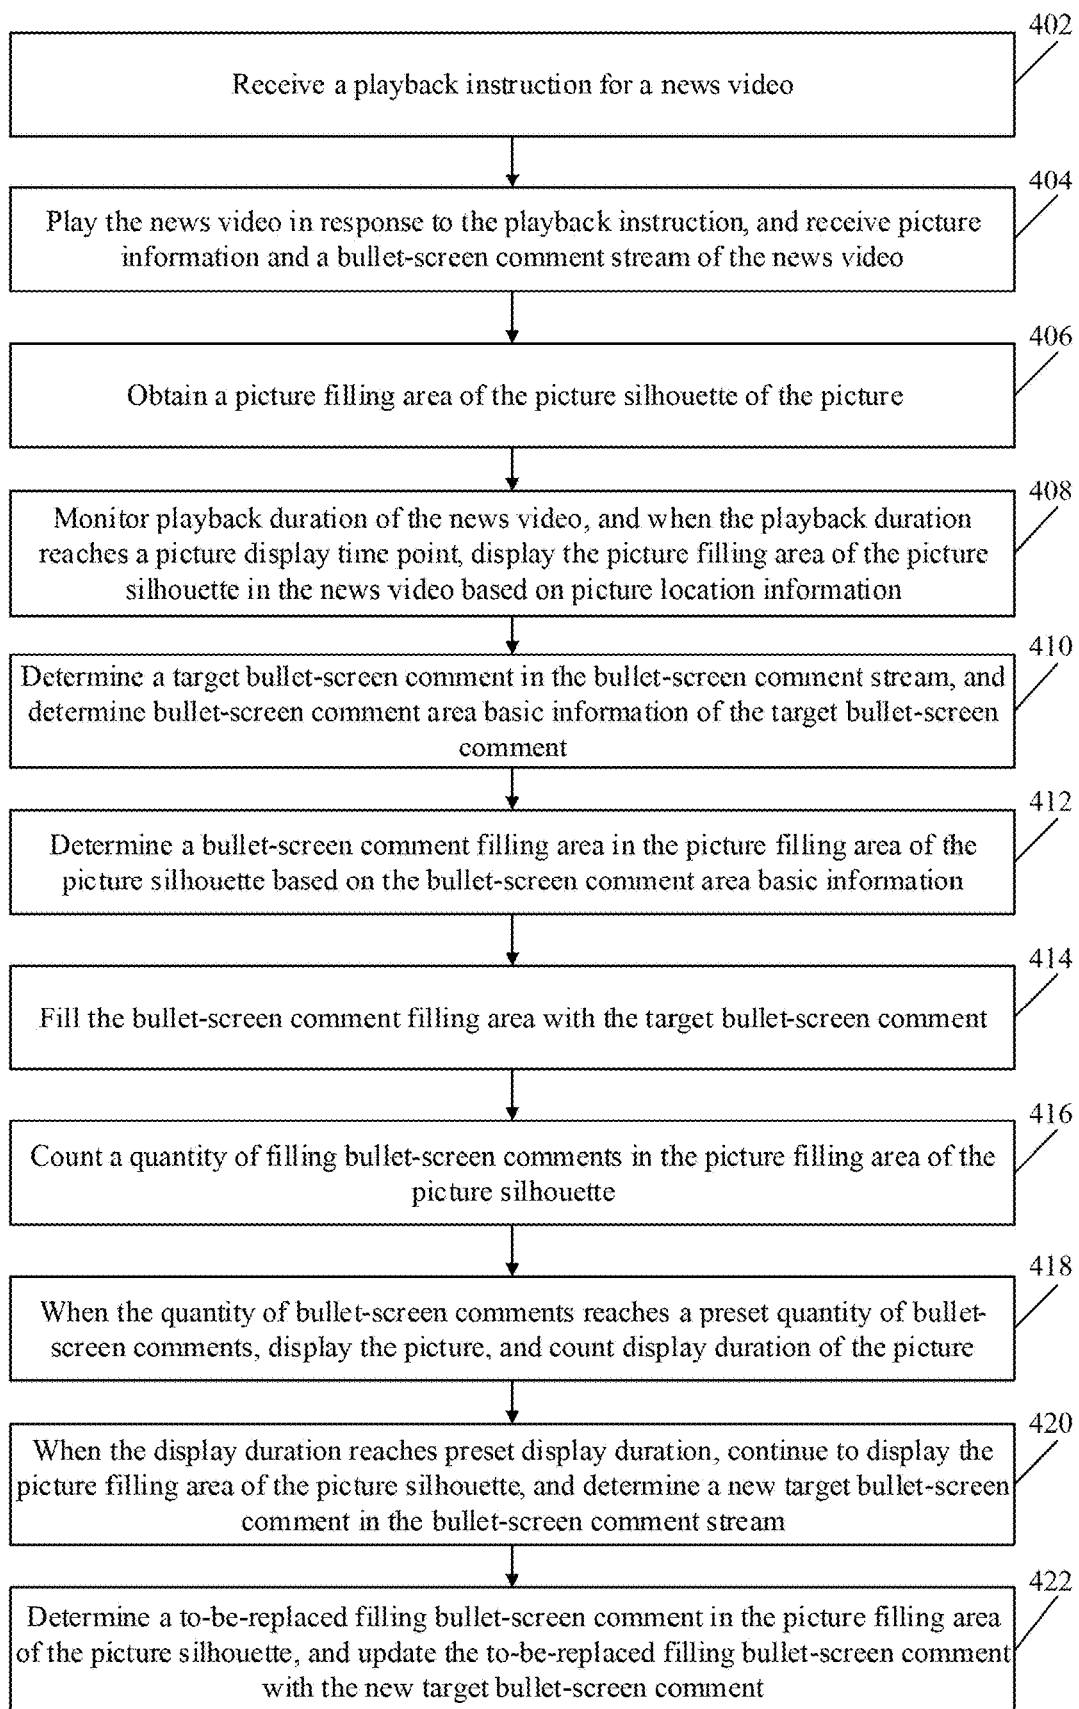 402
Receive a playback instruction for a news video
404
Play the news video in response to the playback instruction, and receive picture
information and a bullet-screen comment stream of the news video
406
Obtain a picture filling area of the picture silhouette of the picture
408
Monitor playback duration of the news video, and when the playback duration
reaches a picture display time point, display the picture filling area of the picture
silhouette in the news video based on picture location information
410
Determine a target bullet-screen comment in the bullet-screen comment stream, and
determine bullet-screen comment area basic information of the target bullet-screen
comment
412
Determine a bullet-screen comment filling area in the picture filling area of the
picture silhouette based on the bullet-screen comment area basic information
414
Fill the bullet-screen comment filling area with the target bullet-screen comment
416
Count a quantity of filling bullet-screen comments in the picture filling area of the
picture silhouette
418
When the quantity of bullet-screen comments reaches a preset quantity of bullet-
screen comments, display the picture, and count display duration of the picture
420
When the display duration reaches preset display duration, continue to display the
picture filling area of the picture silhouette, and determine a new target bullet-screen
comment in the bullet-screen comment stream
422
Determine a to-be-replaced filling bullet-screen comment in the picture filling area
of the picture silhouette, and update the to-be-replaced filling bullet-screen comment
with the new target bullet-screen comment